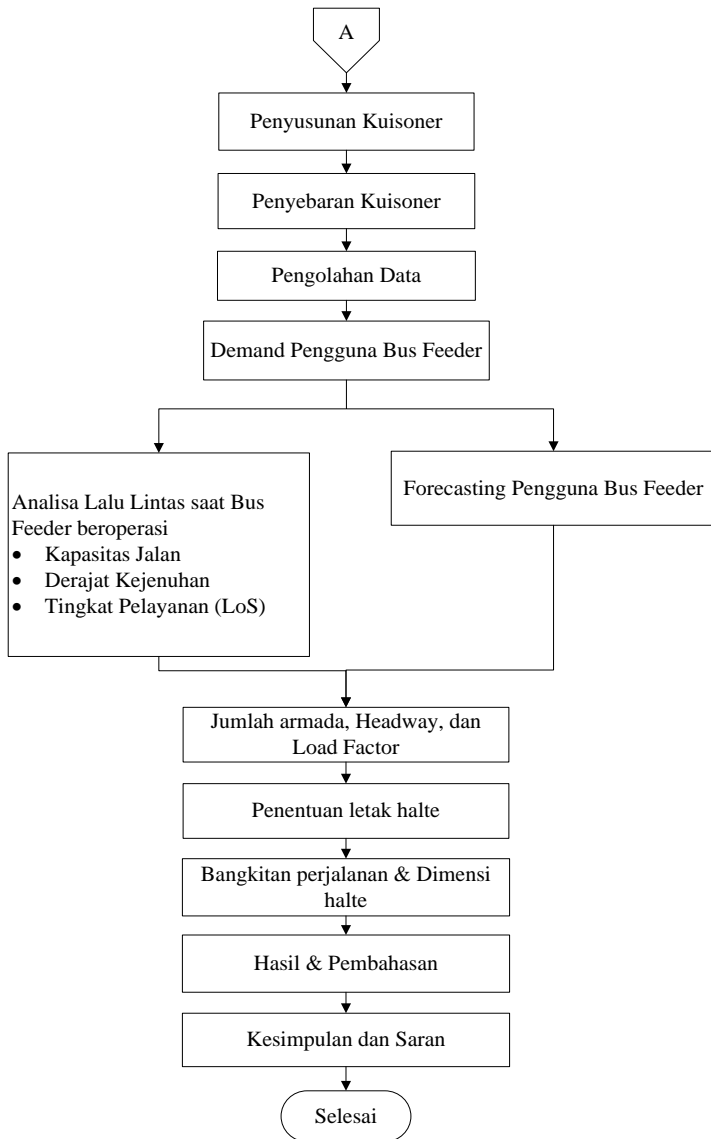 A
Penyusunan Kuisoner
Penyebaran Kuisoner
Pengolahan Data
Demand Pengguna Bus Feeder
Analisa Lalu Lintas saat Bus
Feeder beroperasi
• Kapasitas Jalan
• Derajat Kejenuhan
• Tingkat Pelayanan (LoS)
Forecasting Pengguna Bus Feeder
Jumlah armada, Headway, dan
Load Factor
Penentuan letak halte
Bangkitan perjalanan & Dimensi
halte
Hasil & Pembahasan
Kesimpulan dan Saran
Selesai